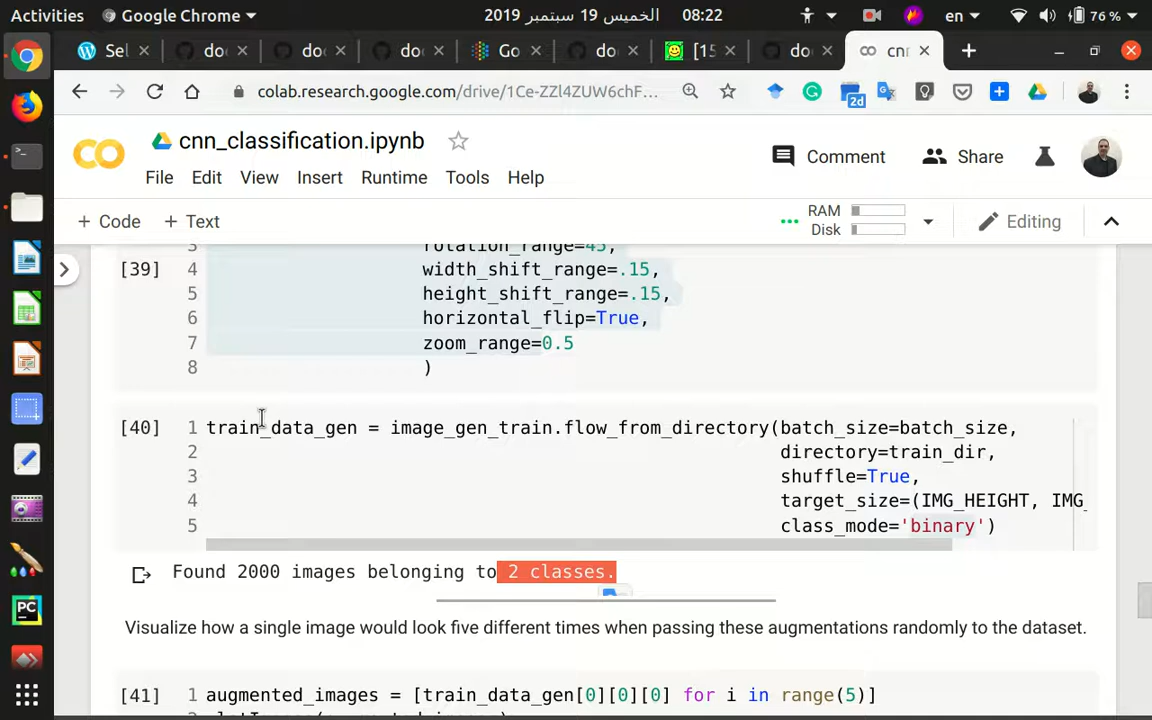 Activities Google Chrome الخميس 19 سبتمبر 2019 08:22 en 76 %
Sel do do do Go do [15 do cnn
colab.research.google.com/drive/1Ce-ZZl4ZUW6chF... 2d
cnn_classification.ipynb Comment Share
File Edit View Insert Runtime Tools Help
+ Code + Text RAM Disk Editing
3 rotation_range=45,
[39] 4 width_shift_range=.15,
5 height_shift_range=.15,
6 horizontal_flip=True,
7 zoom_range=0.5
8 )
[40] 1 train_data_gen = image_gen_train.flow_from_directory(batch_size=batch_size,
2 directory=train_dir,
3 shuffle=True,
4 target_size=(IMG_HEIGHT, IMG_
5 class_mode='binary')
Found 2000 images belonging to 2 classes.
Visualize how a single image would look five different times when passing these augmentations randomly to the dataset.
[41] 1 augmented_images = [train_data_gen[0][0][0] for i in range(5)]